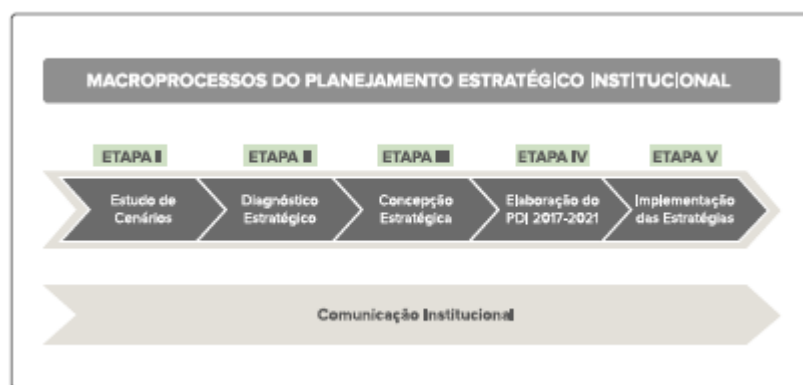 MACROPROCESSOS DO PLANEJAMENTO ESTRATÉGICO INSTITUCIONAL
ETAPA I
ETAPA II
ETAPA III
ETAPA IV
ETAPA V
Estudo de
Cenários
Diagnóstico
Estratégico
Concepção
Estratégica
Elaboração do
PDI 2017-2021
Implementação
das Estratégias
Comunicação Institucional